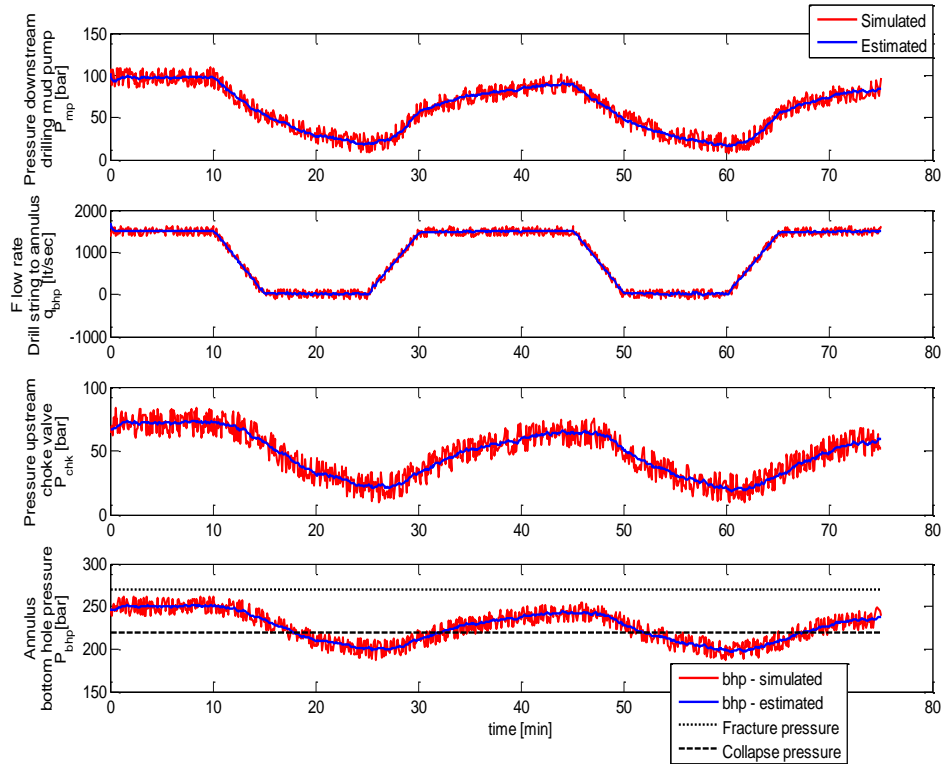 Simulated
Estimated
Pressure downstream
drilling mud pump
P_mp [bar]
150
100
50
0
0 10 20 30 40 50 60 70 80
F low rate
Drill string to annulus
q_bhp [lt/sec]
2000
1000
0
-1000
0 10 20 30 40 50 60 70 80
Pressure upstream
choke valve
P_chk [bar]
100
50
0
0 10 20 30 40 50 60 70 80
Annulus
bottom hole pressure
P_bhp [bar]
300
250
200
150
0 10 20 30 40 50 60 70 80
time [min]
bhp - simulated
bhp - estimated
Fracture pressure
Collapse pressure